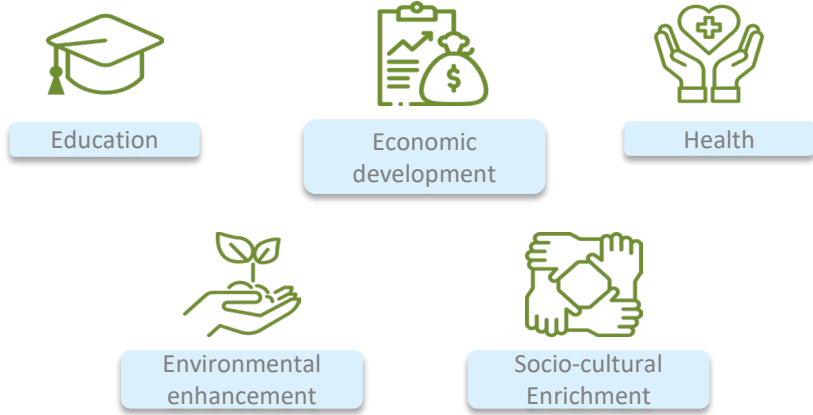 $
Education
Economic
development
Health
Environmental
enhancement
Socio-cultural
Enrichment